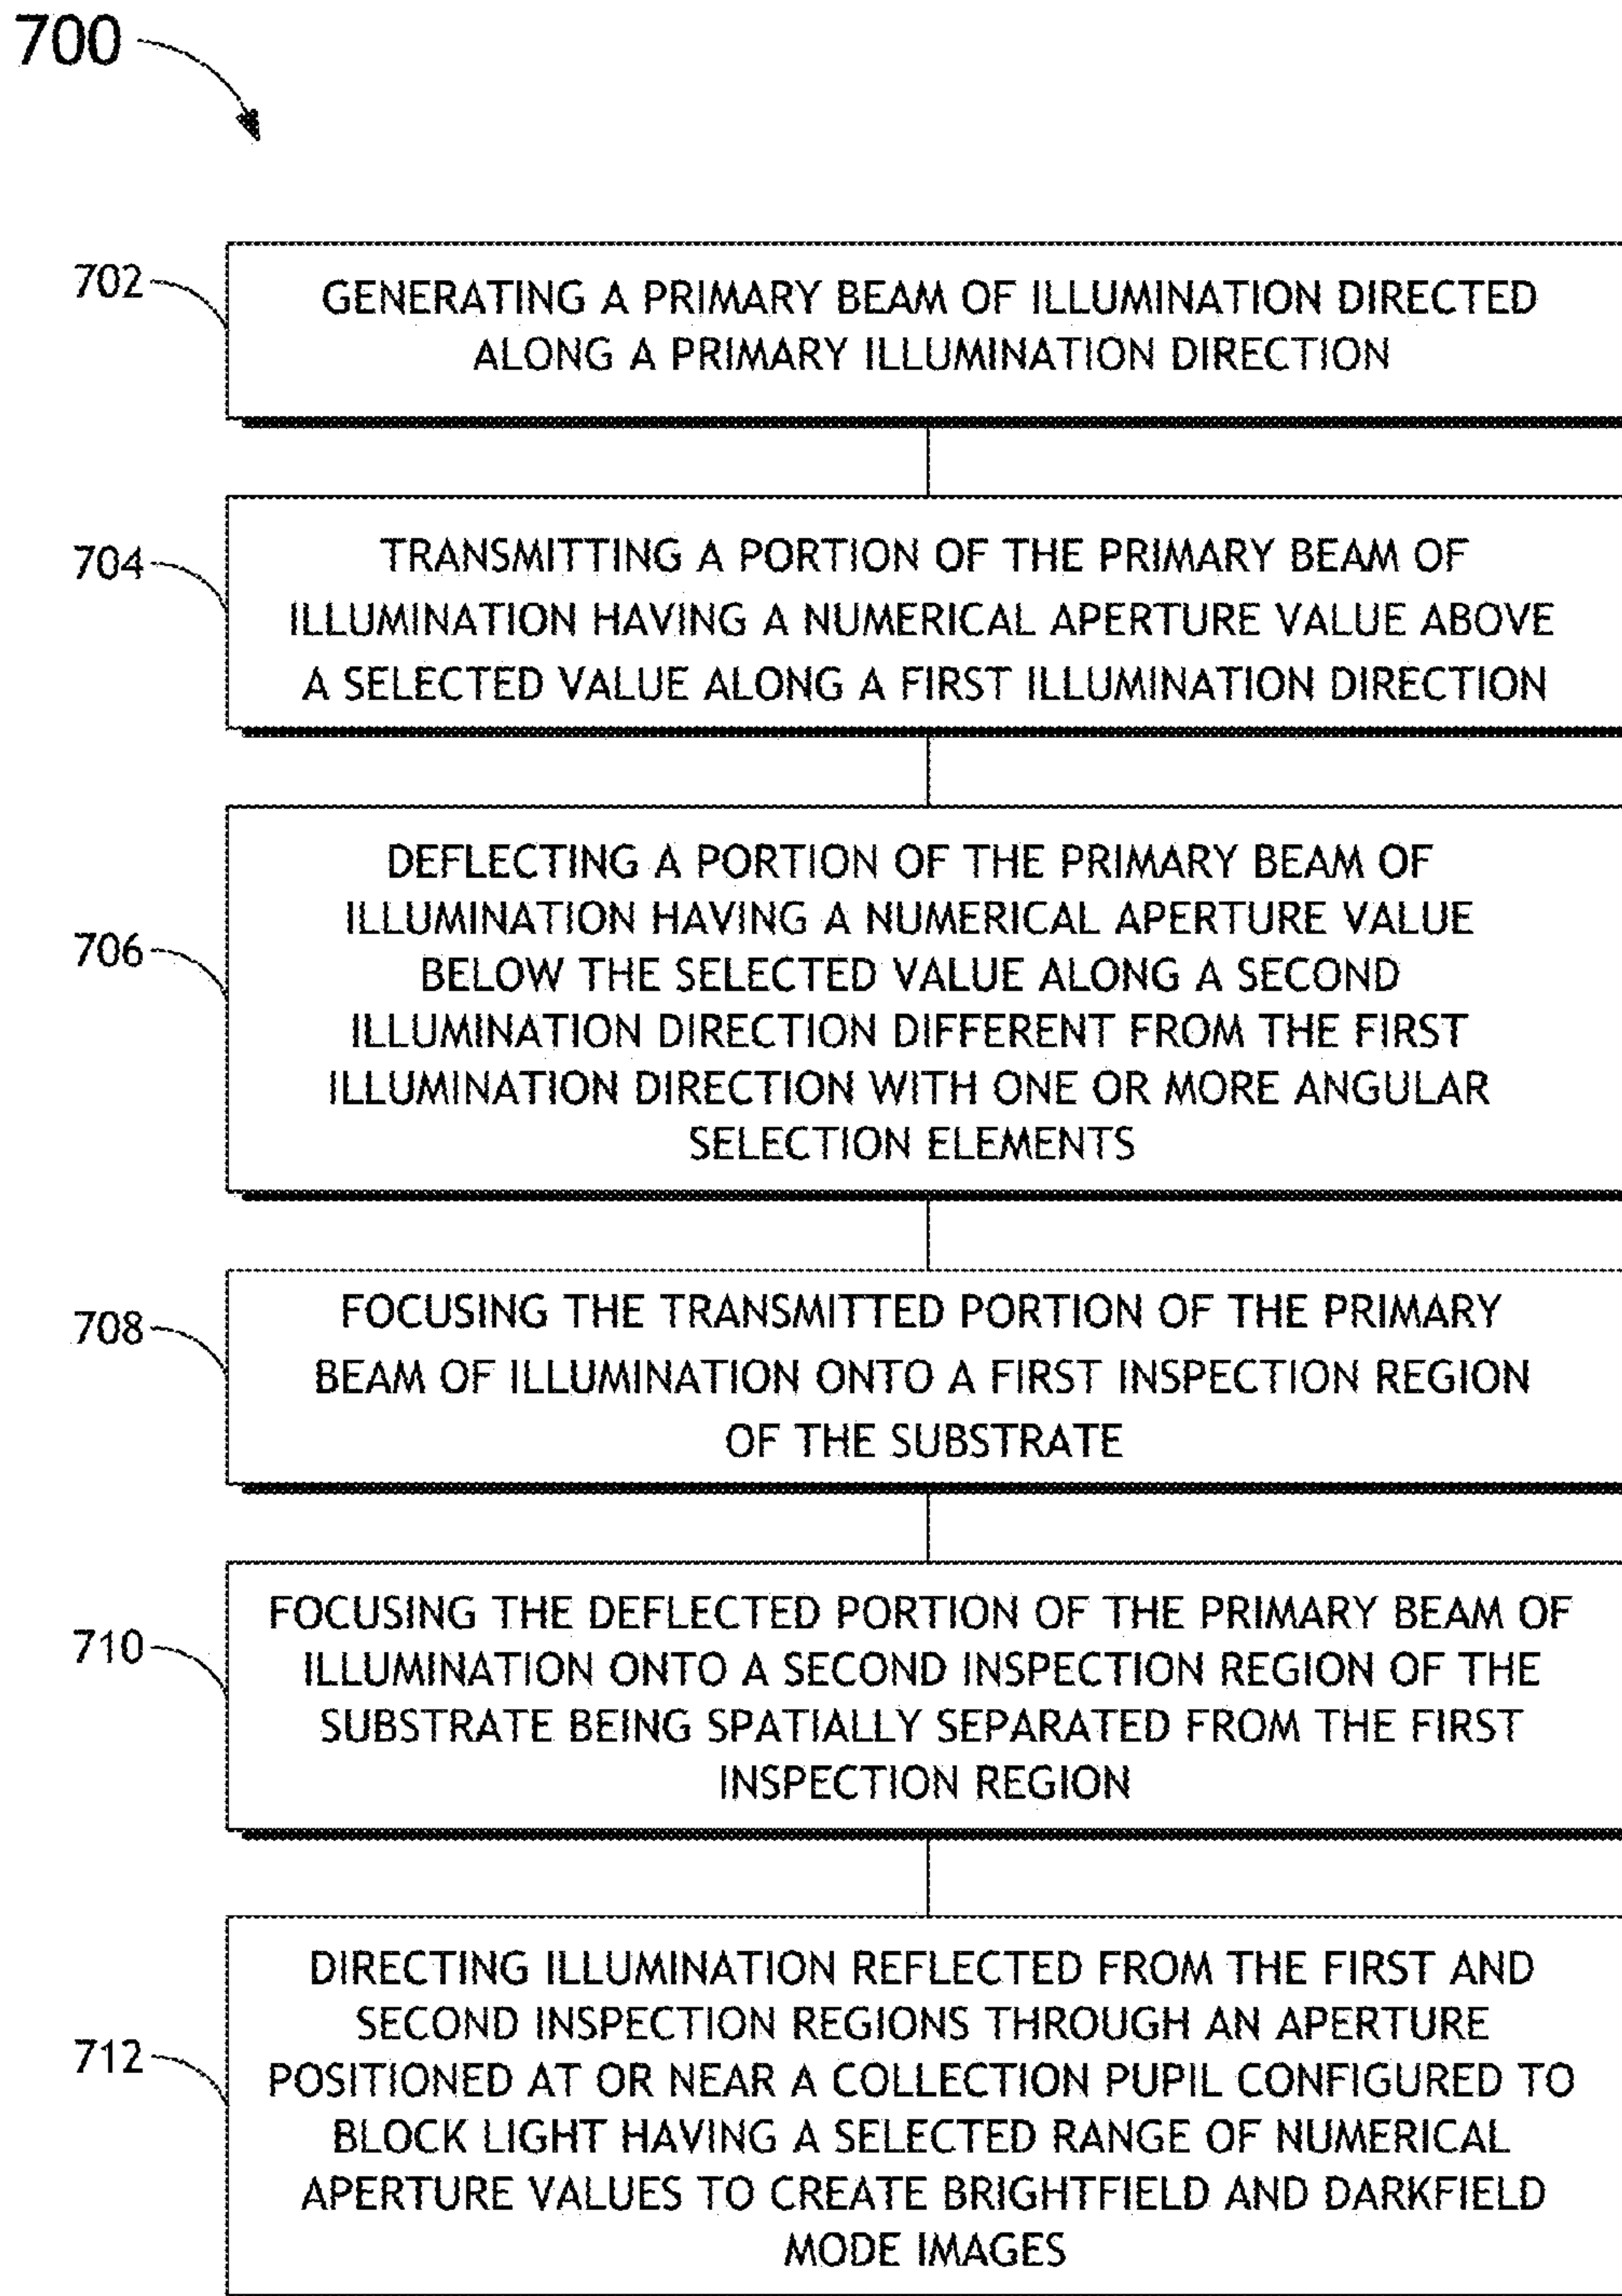 700
702
GENERATING A PRIMARY BEAM OF ILLUMINATION DIRECTED
ALONG A PRIMARY ILLUMINATION DIRECTION
704
TRANSMITTING A PORTION OF THE PRIMARY BEAM OF
ILLUMINATION HAVING A NUMERICAL APERTURE VALUE ABOVE
A SELECTED VALUE ALONG A FIRST ILLUMINATION DIRECTION
706
DEFLECTING A PORTION OF THE PRIMARY BEAM OF
ILLUMINATION HAVING A NUMERICAL APERTURE VALUE
BELOW THE SELECTED VALUE ALONG A SECOND
ILLUMINATION DIRECTION DIFFERENT FROM THE FIRST
ILLUMINATION DIRECTION WITH ONE OR MORE ANGULAR
SELECTION ELEMENTS
708
FOCUSING THE TRANSMITTED PORTION OF THE PRIMARY
BEAM OF ILLUMINATION ONTO A FIRST INSPECTION REGION
OF THE SUBSTRATE
710
FOCUSING THE DEFLECTED PORTION OF THE PRIMARY BEAM OF
ILLUMINATION ONTO A SECOND INSPECTION REGION OF THE
SUBSTRATE BEING SPATIALLY SEPARATED FROM THE FIRST
INSPECTION REGION
712
DIRECTING ILLUMINATION REFLECTED FROM THE FIRST AND
SECOND INSPECTION REGIONS THROUGH AN APERTURE
POSITIONED AT OR NEAR A COLLECTION PUPIL CONFIGURED TO
BLOCK LIGHT HAVING A SELECTED RANGE OF NUMERICAL
APERTURE VALUES TO CREATE BRIGHTFIELD AND DARKFIELD
MODE IMAGES